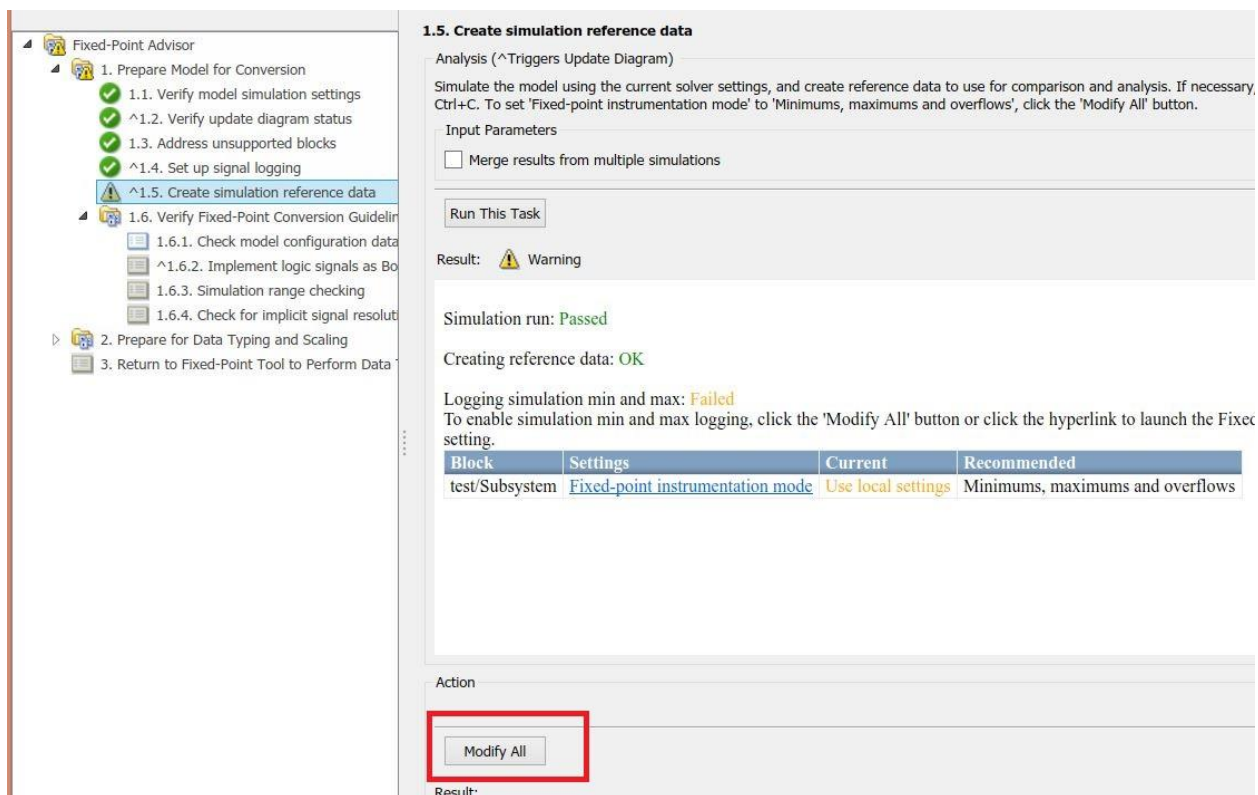 Fixed-Point Advisor
1. Prepare Model for Conversion
1.1. Verify model simulation settings
^1.2. Verify update diagram status
1.3. Address unsupported blocks
^1.4. Set up signal logging
^1.5. Create simulation reference data
1.6. Verify Fixed-Point Conversion Guidelin
1.6.1. Check model configuration data
^1.6.2. Implement logic signals as Bo
1.6.3. Simulation range checking
1.6.4. Check for implicit signal resoluti
2. Prepare for Data Typing and Scaling
3. Return to Fixed-Point Tool to Perform Data T
1.5. Create simulation reference data
Analysis (^Triggers Update Diagram)
Simulate the model using the current solver settings, and create reference data to use for comparison and analysis. If necessary,
Ctrl+C. To set 'Fixed-point instrumentation mode' to 'Minimums, maximums and overflows', click the 'Modify All' button.
Input Parameters
Merge results from multiple simulations
Run This Task
Result: Warning
Simulation run: Passed
Creating reference data: OK
Logging simulation min and max: Failed
To enable simulation min and max logging, click the 'Modify All' button or click the hyperlink to launch the Fixed
setting.
Block Settings Current Recommended
test/Subsystem Fixed-point instrumentation mode Use local settings Minimums, maximums and overflows
Action
Modify All
Result: